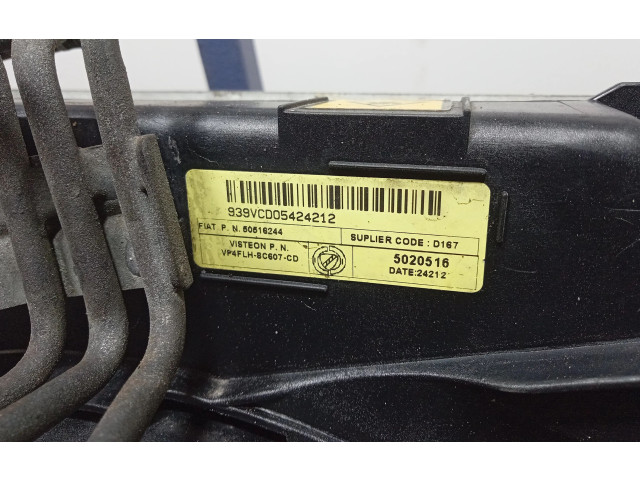 939VCD05424212
FIAT P. N. 50516244
SUPLIER CODE : D167
VISTEON P. N.
VP4FLH-8C607-CD
5020516
DATE:24212